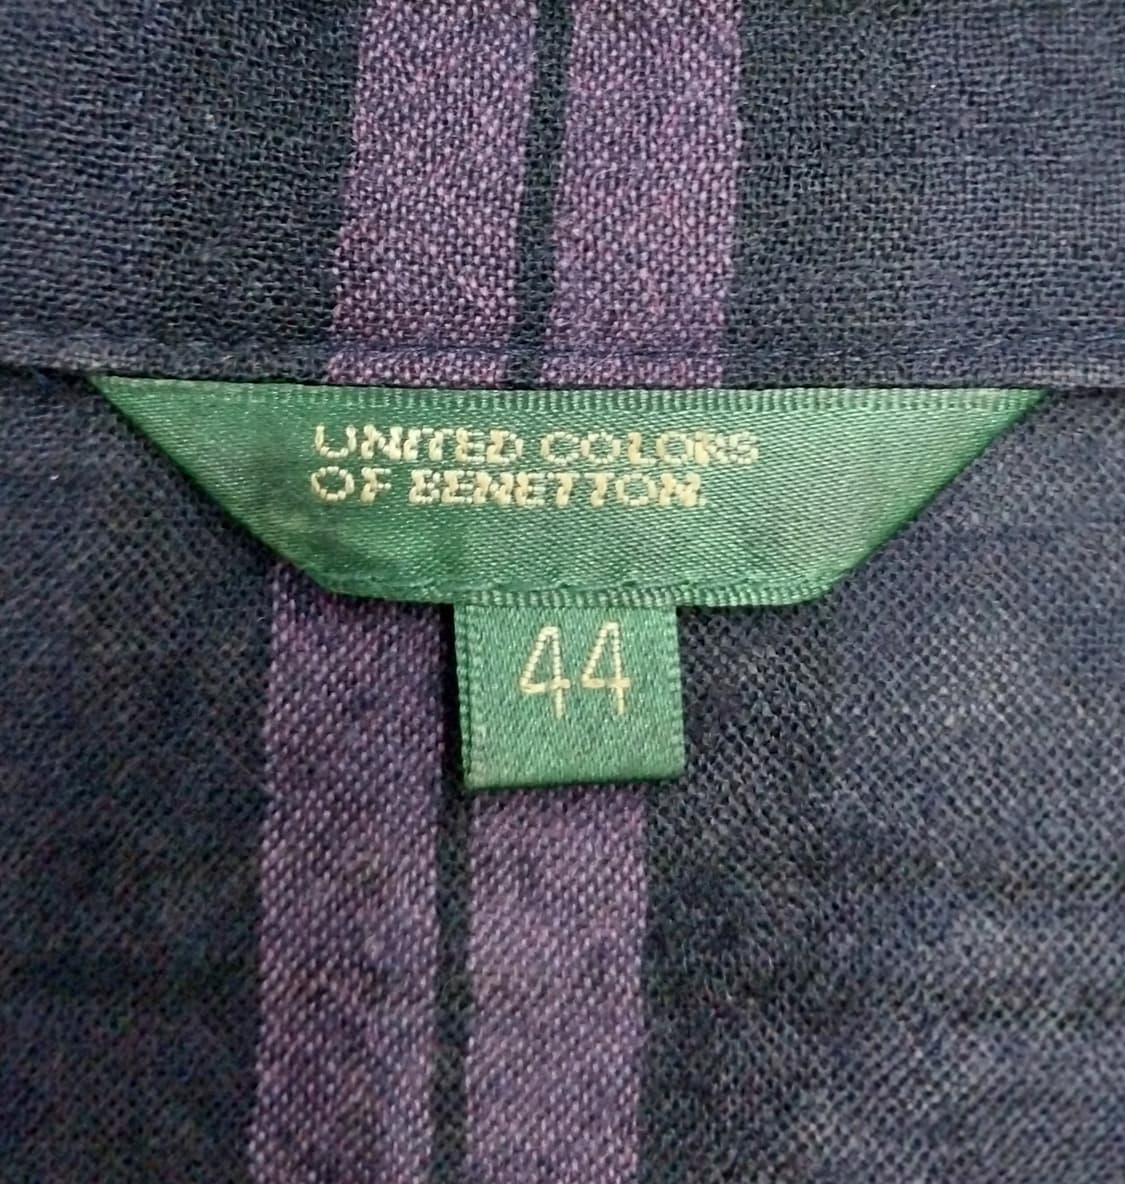 UNITED COLORS
OF BENETTON.
44